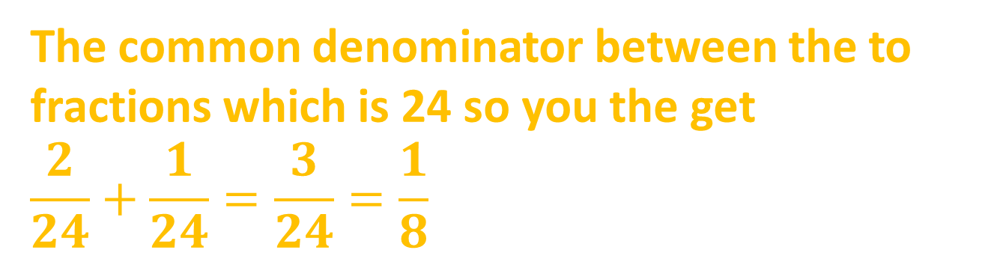 The common denominator between the to
fractions which is 24 so you the get
2/24 + 1/24 = 3/24 = 1/8